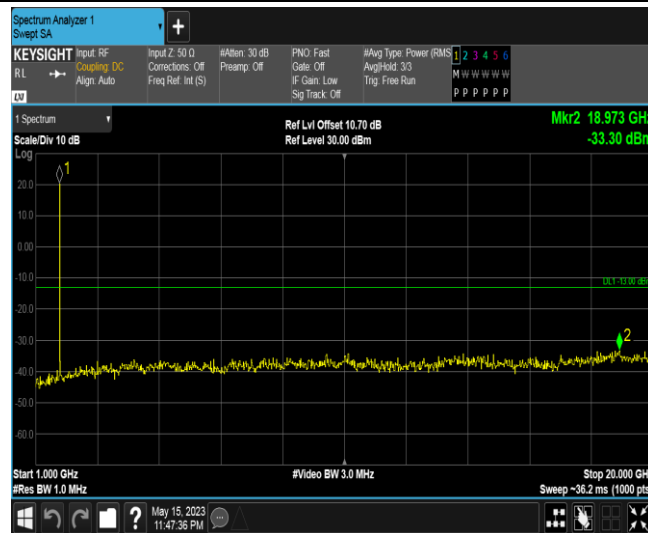 Spectrum Analyzer 1
Swept SA
+
KEYSIGHT
RL
LXI
Input: RF
Coupling: DC
Align: Auto
Input Z: 50 Ω
Corrections: Off
Freq Ref: Int (S)
#Atten: 30 dB
Preamp: Off
PNO: Fast
Gate: Off
IF Gain: Low
Sig Track: Off
#Avg Type: Power (RMS
Avg|Hold: 3/3
Trig: Free Run
1 2 3 4 5 6
M W W W W W
P P P P P P
1 Spectrum
Scale/Div 10 dB
Log
Ref Lvl Offset 10.70 dB
Ref Level 30.00 dBm
Mkr2 18.973 GHz
-33.30 dBm
1
20.0
10.0
0.00
-10.0
DL1 -13.00 dBm
-20.0
-30.0
2
-40.0
-50.0
-60.0
Start 1.000 GHz
#Res BW 1.0 MHz
#Video BW 3.0 MHz
Stop 20.000 GH
Sweep ~36.2 ms (1000 pts
?
May 15, 2023
11:47:36 PM